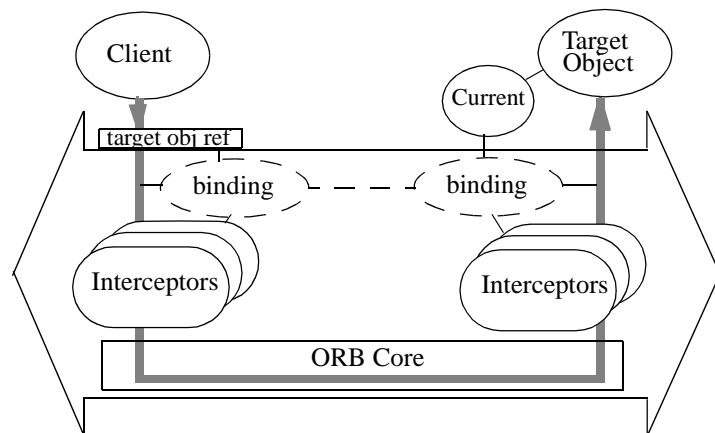 Client
Target
Object
Current
target obj ref
binding
binding
Interceptors
Interceptors
ORB Core